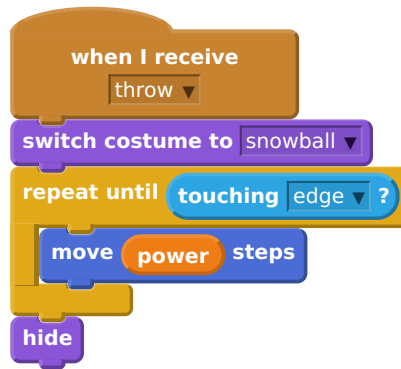 when I receive
throw
switch costume to snowball
repeat until touching edge ?
move power steps
hide